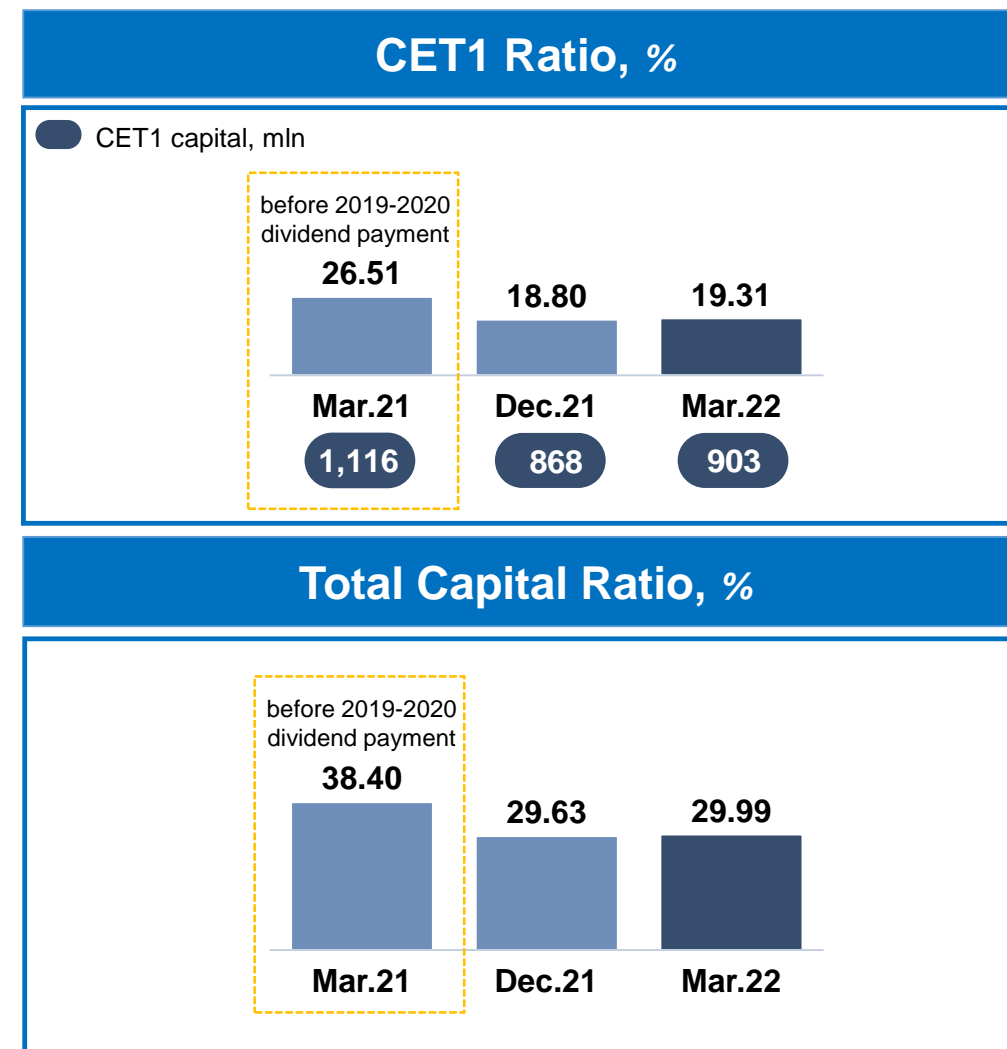 CET1 Ratio, %
CET1 capital, mln
before 2019-2020
dividend payment
26.51
18.80
19.31
Mar.21
Dec.21
Mar.22
1,116
868
903
Total Capital Ratio, %
before 2019-2020
dividend payment
38.40
29.63
29.99
Mar.21
Dec.21
Mar.22